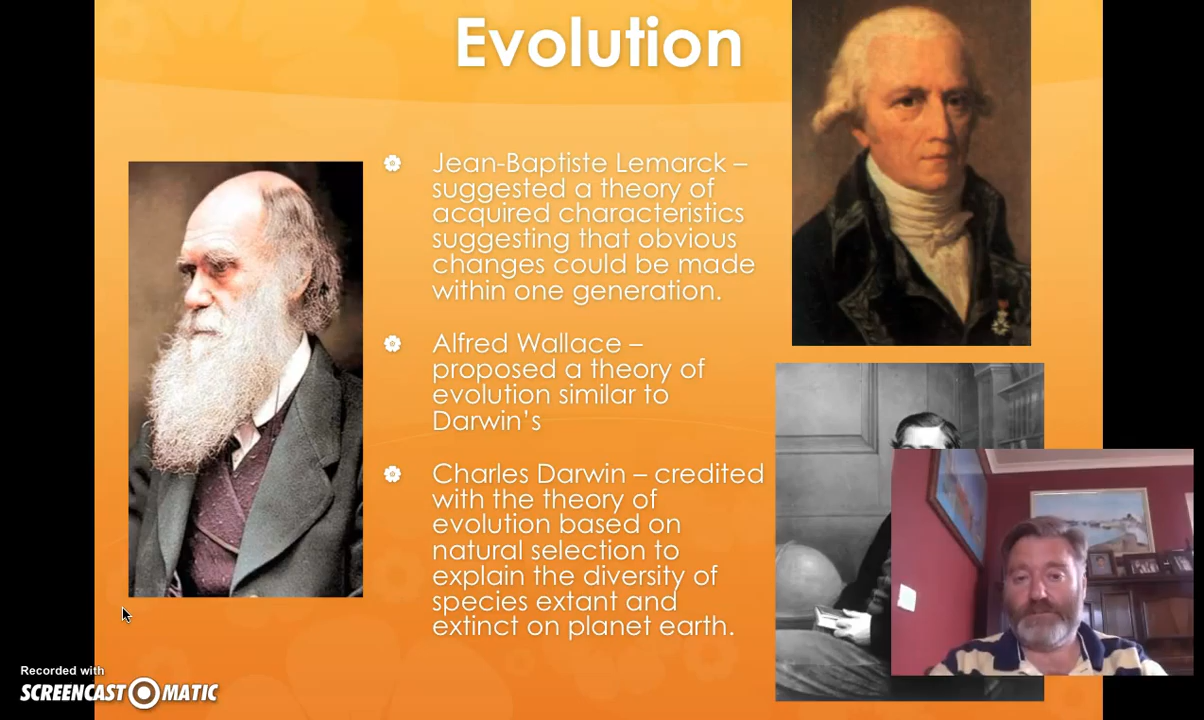 Evolution
Jean-Baptiste Lemarck –
suggested a theory of
acquired characteristics
suggesting that obvious
changes could be made
within one generation.
Alfred Wallace –
proposed a theory of
evolution similar to
Darwin's
Charles Darwin – credited
with the theory of
evolution based on
natural selection to
explain the diversity of
species extant and
extinct on planet earth.
Recorded with
SCREENCAST MATIC